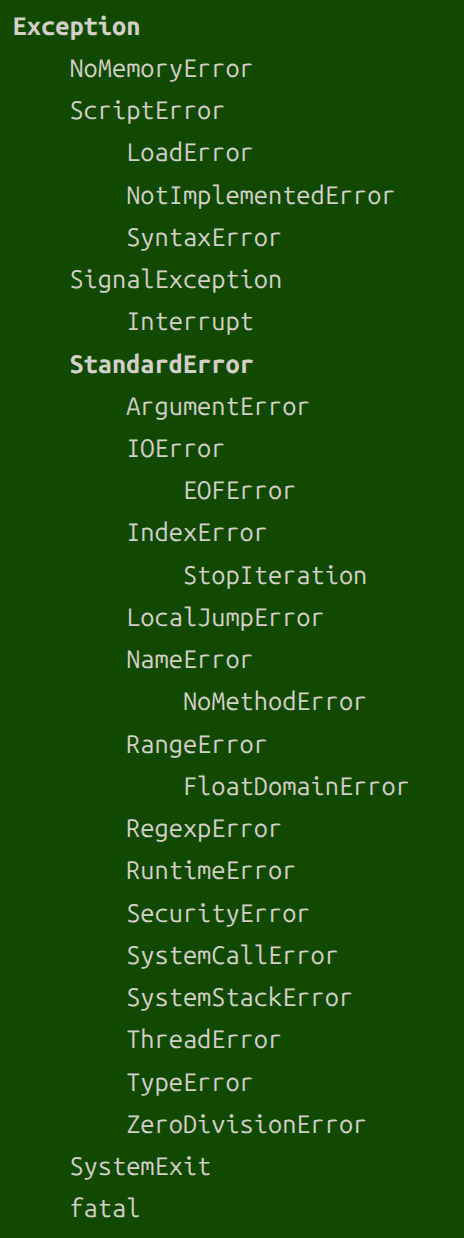 Exception
NoMemoryError
ScriptError
LoadError
NotImplementedError
SyntaxError
SignalException
Interrupt
StandardError
ArgumentError
IOError
EOFError
IndexError
StopIteration
LocalJumpError
NameError
NoMethodError
RangeError
FloatDomainError
RegexpError
RuntimeError
SecurityError
SystemCallError
SystemStackError
ThreadError
TypeError
ZeroDivisionError
SystemExit
fatal